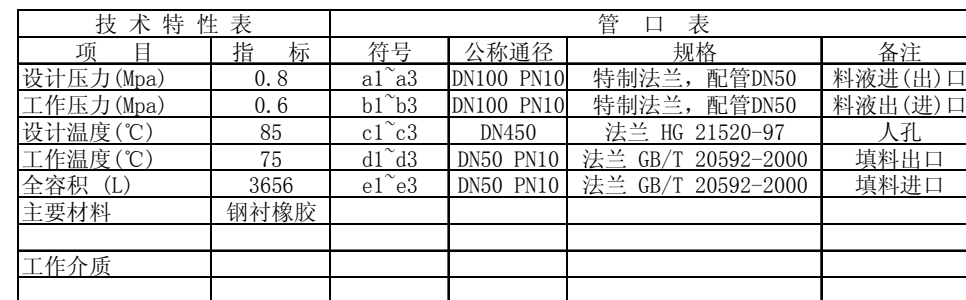 技 术 特 性 表 管 口 表
项 目 指 标 符号 公称通径 规格 备注
设计压力(Mpa) 0.8 a1~a3 DN100 PN10 特制法兰，配管DN50 料液进(出)口
工作压力(Mpa) 0.6 b1~b3 DN100 PN10 特制法兰，配管DN50 料液出(进)口
设计温度(℃) 85 c1~c3 DN450 法兰 HG 21520-97 人孔
工作温度(℃) 75 d1~d3 DN50 PN10 法兰 GB/T 20592-2000 填料出口
全容积 (L) 3656 e1~e3 DN50 PN10 法兰 GB/T 20592-2000 填料进口
主要材料 钢衬橡胶
工作介质